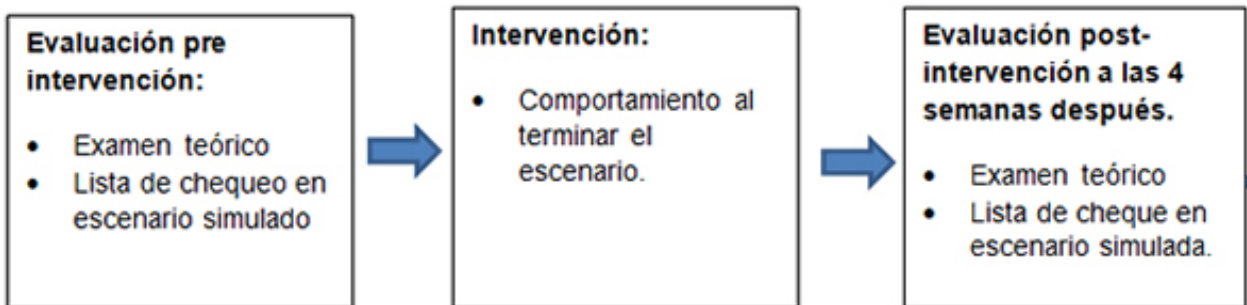 Evaluación pre
intervención:
• Examen teórico
• Lista de chequeo en
escenario simulado
Intervención:
• Comportamiento al
terminar el
escenario.
Evaluación post-
intervención a las 4
semanas después.
• Examen teórico
• Lista de cheque en
escenario simulada.